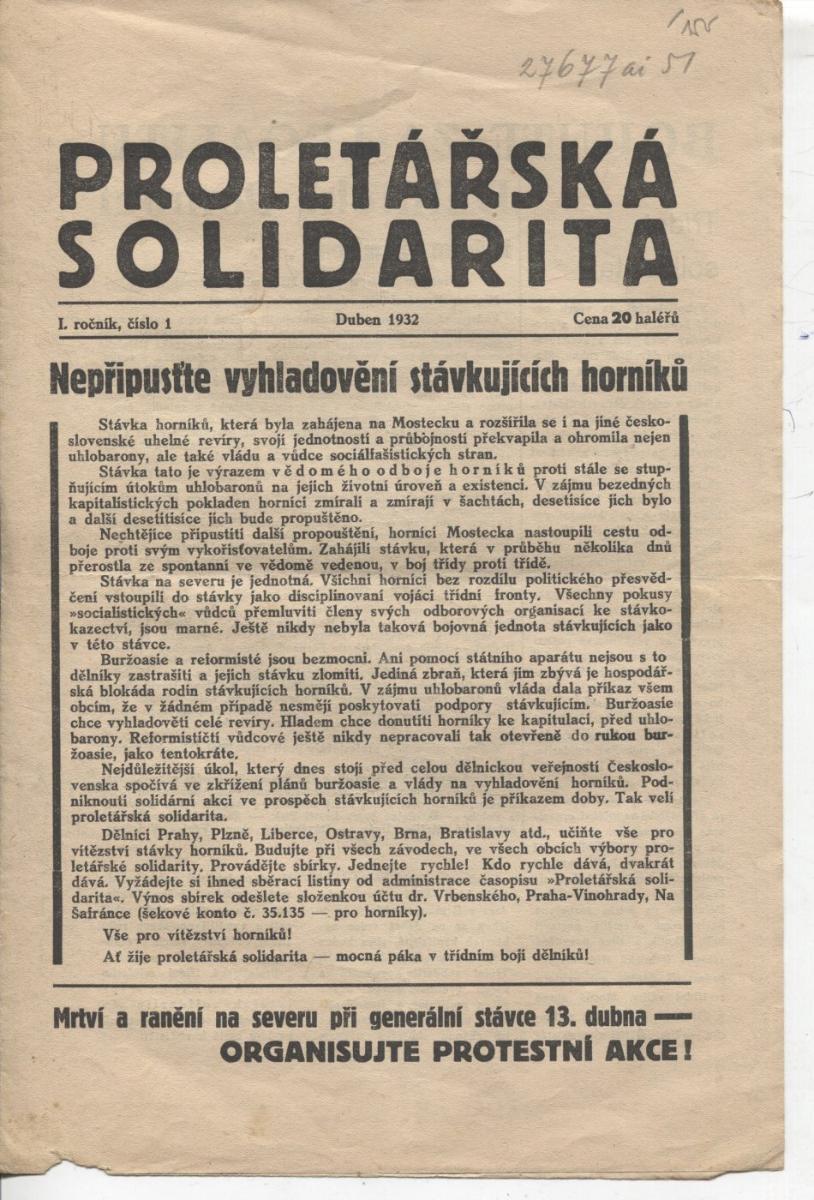 27677 ai 51
PROLETÁŘSKÁ
SOLIDARITA
I. ročník, číslo 1 Duben 1932 Cena 20 haléřů
Nepřipusťte vyhladovění stávkujících horníků
Stávka horníků, která byla zahájena na Mostecku a rozšířila se i na jiné česko-
slovenské uhelné revíry, svojí jednotností a průbojností překvapila a ohromila nejen
uhlobarony, ale také vládu a vůdce sociálfašistických stran.
Stávka tato je výrazem vědomého odboje horníků proti stále se stup-
ňujícím útokům uhlobaronů na jejich životní úroveň a existenci. V zájmu bezedných
kapitalistických pokladen horníci zmírali a zmírají v šachtách, desetisíce jich bylo
a další desetitisíce jich bude propuštěno.
Nechtějíce připustiti další propouštění, horníci Mostecka nastoupili cestu od-
boje proti svým vykořisťovatelům. Zahájili stávku, která v průběhu několika dnů
přerostla ze spontanní ve vědomě vedenou, v boj třídy proti třídě.
Stávka na severu je jednotná. Všichni horníci bez rozdílu politického přesvěd-
čení vstoupili do stávky jako disciplinovaní vojáci třídní fronty. Všechny pokusy
»socialistických« vůdců přemluviti členy svých odborových organisací ke stávko-
kazectví, jsou marné. Ještě nikdy nebyla taková bojovná jednota stávkujících jako
v této stávce.
Buržoasie a reformisté jsou bezmocní. Ani pomocí státního aparátu nejsou s to
dělníky zastrašiti a jejich stávku zlomiti. Jediná zbraň, která jim zbývá je hospodář-
ská blokáda rodin stávkujících horníků. V zájmu uhlobaronů vláda dala příkaz všem
obcím, že v žádném případě nesmějí poskytovati podpory stávkujícím. Buržoasie
chce vyhladověti celé revíry. Hladem chce donutiti horníky ke kapitulaci, před uhlo-
barony. Reformističtí vůdcové ještě nikdy nepracovali tak otevřeně do rukou bur-
žoasie, jako tentokráte.
Nejdůležitější úkol, který dnes stojí před celou dělnickou veřejností Českoslo-
venska spočívá ve zkřížení plánů buržoasie a vlády na vyhladovění horníků. Pod-
niknouti solidární akci ve prospěch stávkujících horníků je příkazem doby. Tak velí
proletářská solidarita.
Dělníci Prahy, Plzně, Liberce, Ostravy, Brna, Bratislavy atd., učiňte vše pro
vítězství stávky horníků. Budujte při všech závodech, ve všech obcích výbory pro-
letářské solidarity. Provádějte sbírky. Jednejte rychle! Kdo rychle dává, dvakrát
dává. Vyžádejte si ihned sběrací listiny od administrace časopisu »Proletářská soli-
darita«. Výnos sbírek odešlete složenkou účtu dr. Vrbenského, Praha-Vinohrady, Na
Šafránce (šekové konto č. 35.135 — pro horníky).
Vše pro vítězství horníků!
Ať žije proletářská solidarita — mocná páka v třídním boji dělníků!
Mrtví a ranění na severu při generální stávce 13. dubna —
ORGANISUJTE PROTESTNÍ AKCE!